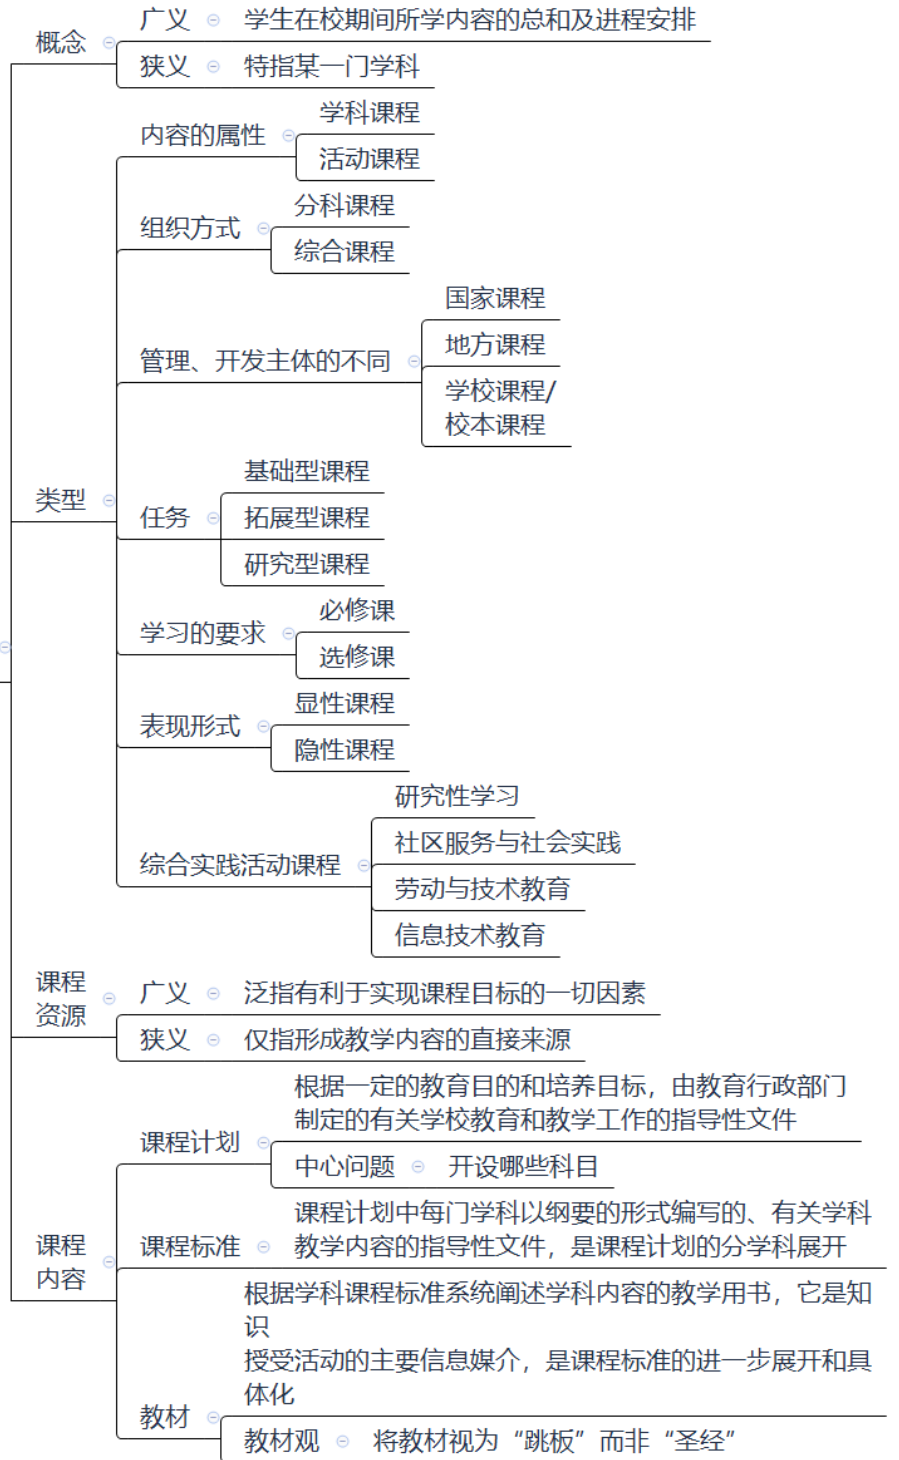 概念
广义
学生在校期间所学内容的总和及进程安排
狭义
特指某一门学科
类型
内容的属性
学科课程
活动课程
组织方式
分科课程
综合课程
管理、开发主体的不同
国家课程
地方课程
学校课程/
校本课程
任务
基础型课程
拓展型课程
研究型课程
学习的要求
必修课
选修课
表现形式
显性课程
隐性课程
综合实践活动课程
研究性学习
社区服务与社会实践
劳动与技术教育
信息技术教育
课程
资源
广义
泛指有利于实现课程目标的一切因素
狭义
仅指形成教学内容的直接来源
课程
内容
课程计划
根据一定的教育目的和培养目标，由教育行政部门
制定的有关学校教育和教学工作的指导性文件
中心问题
开设哪些科目
课程标准
课程计划中每门学科以纲要的形式编写的、有关学科
教学内容的指导性文件，是课程计划的分学科展开
教材
根据学科课程标准系统阐述学科内容的教学用书，它是知
识
授受活动的主要信息媒介，是课程标准的进一步展开和具
体化
教材观
将教材视为“跳板”而非“圣经”